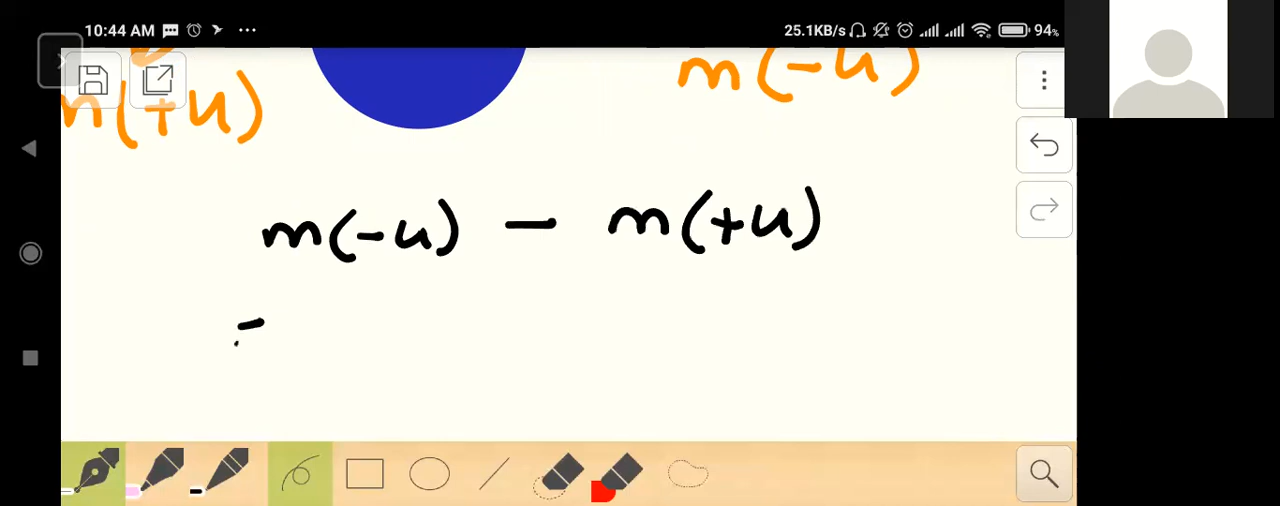 10:44 AM ... 25.1KB/s 94%
m(+u) m(-u)
m(-u) - m(+u)
=